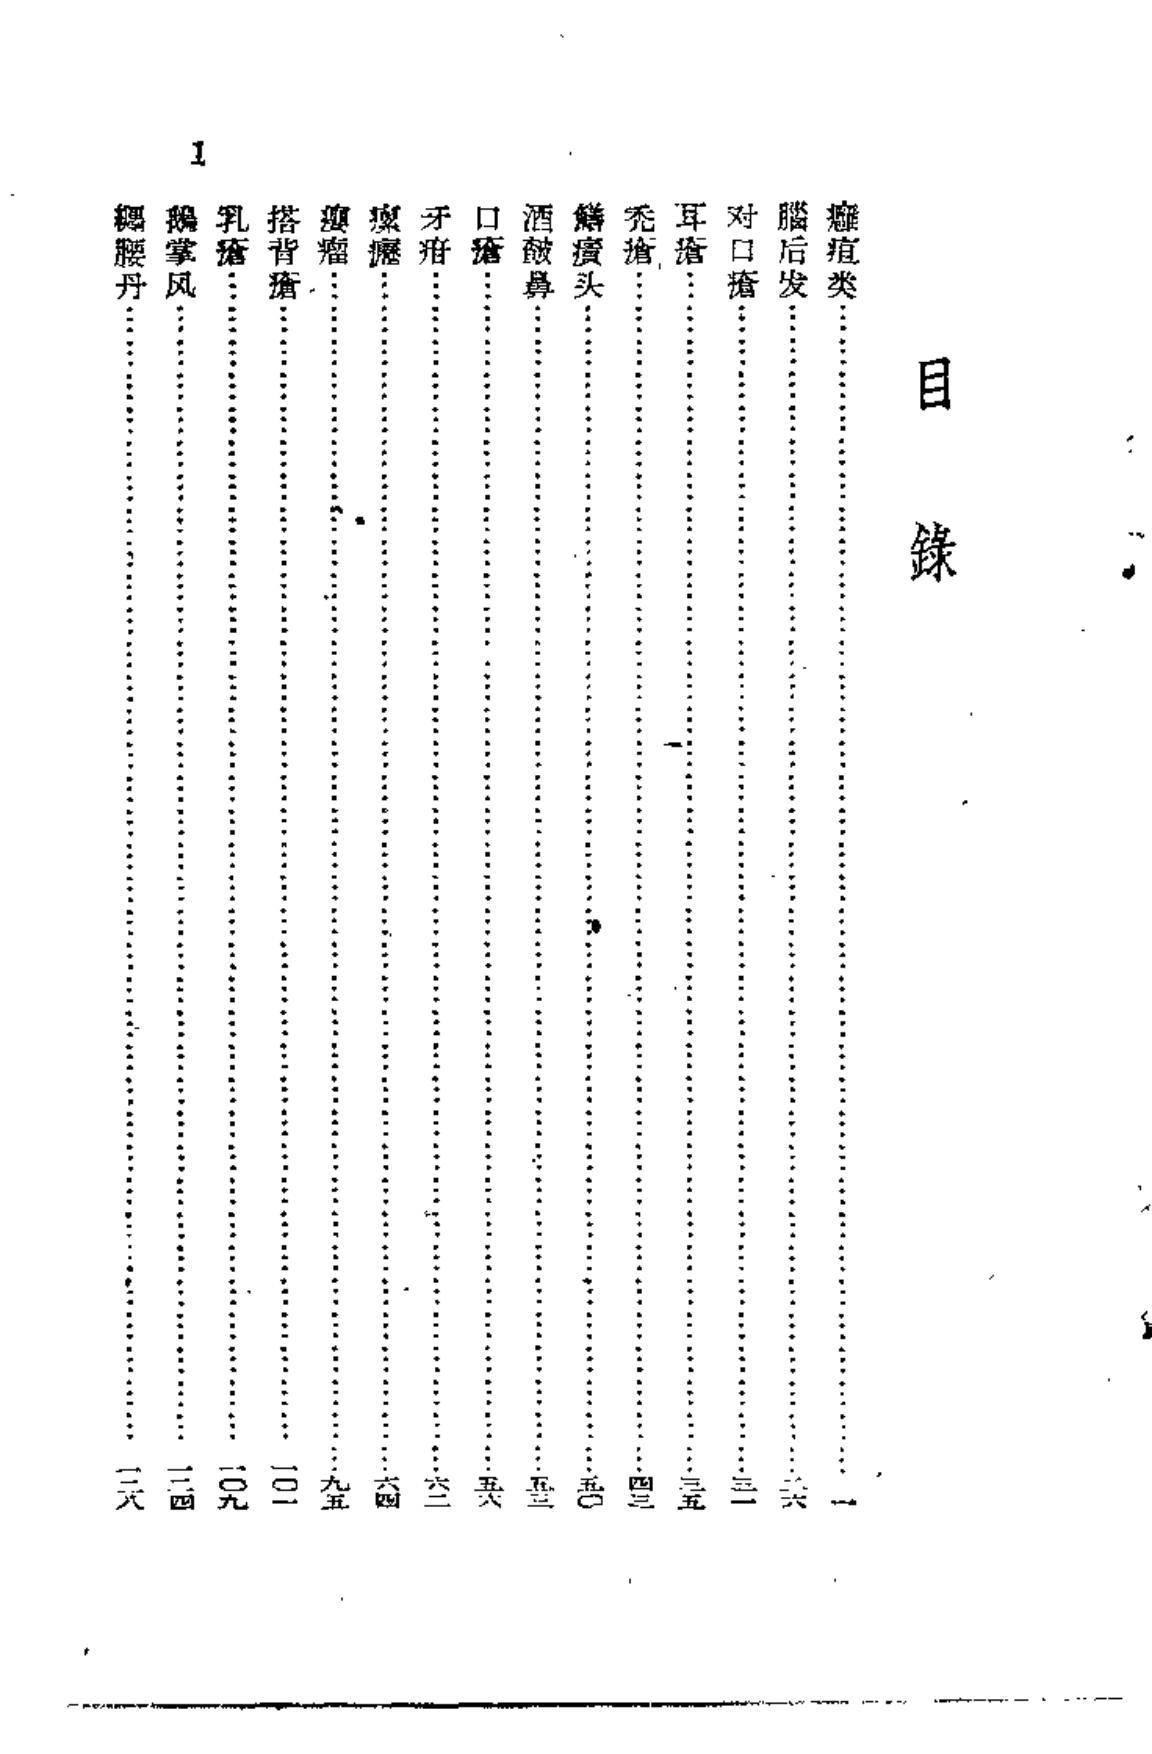 目錄
癰疽类……一
腦后发……二六
对口瘡……三一
耳瘡……三五
禿瘡……四三
鱔癀头……五〇
酒皶鼻……五三
口瘡……五六
牙疳……六二
瘰癧……六四
癭瘤……九五
搭背瘡……一〇一
乳瘡……一〇九
鵝掌风……一二四
纏腰丹……一二八
1